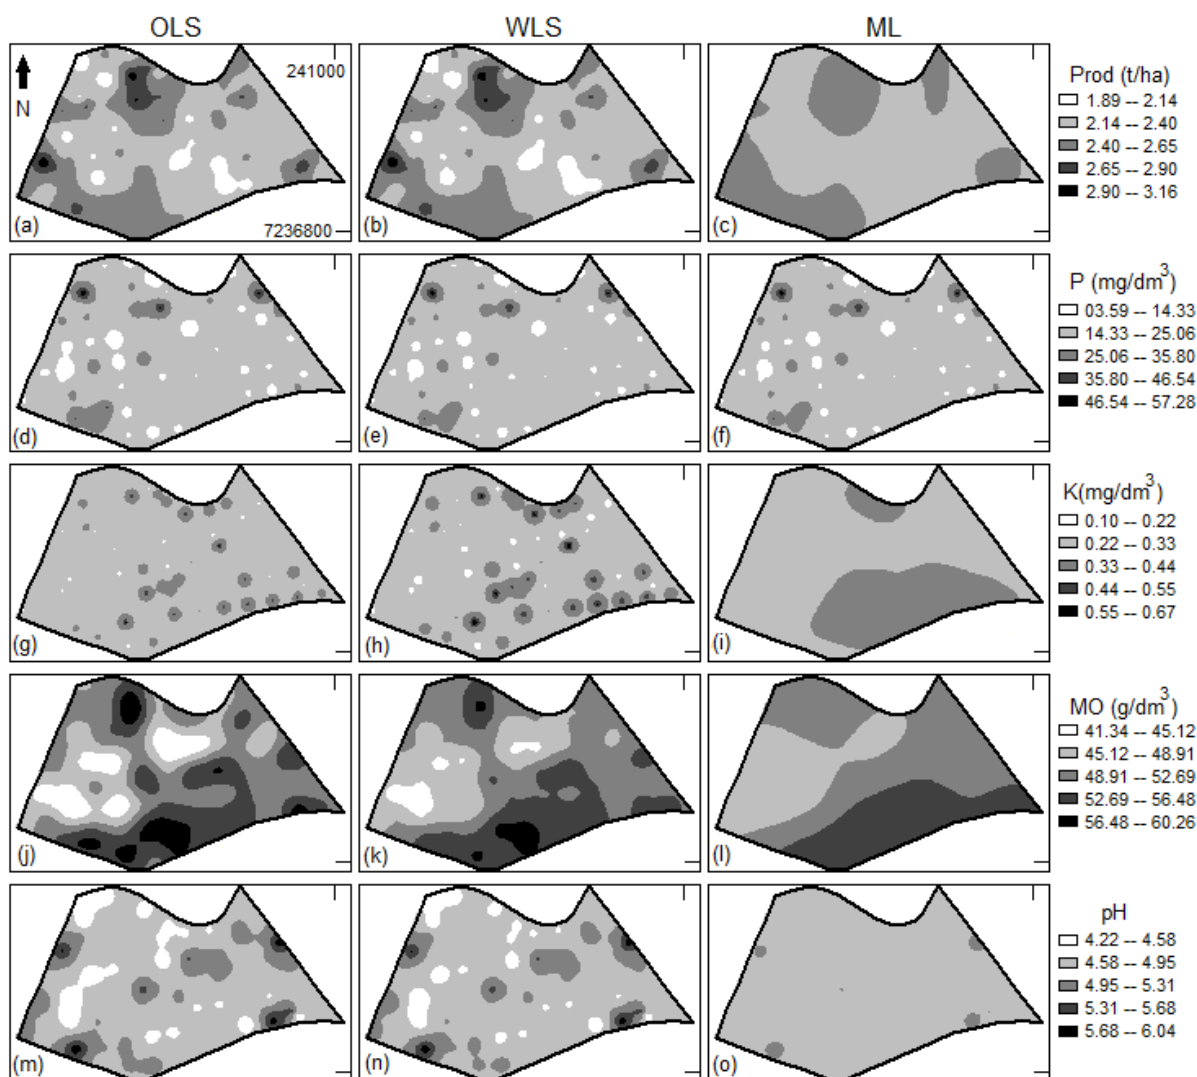 OLS WLS ML
N
241000
7236800
(a) (b) (c)
Prod (t/ha)
1.89 -- 2.14
2.14 -- 2.40
2.40 -- 2.65
2.65 -- 2.90
2.90 -- 3.16
(d) (e) (f)
P (mg/dm³)
03.59 -- 14.33
14.33 -- 25.06
25.06 -- 35.80
35.80 -- 46.54
46.54 -- 57.28
(g) (h) (i)
K(mg/dm³)
0.10 -- 0.22
0.22 -- 0.33
0.33 -- 0.44
0.44 -- 0.55
0.55 -- 0.67
(j) (k) (l)
MO (g/dm³)
41.34 -- 45.12
45.12 -- 48.91
48.91 -- 52.69
52.69 -- 56.48
56.48 -- 60.26
(m) (n) (o)
pH
4.22 -- 4.58
4.58 -- 4.95
4.95 -- 5.31
5.31 -- 5.68
5.68 -- 6.04